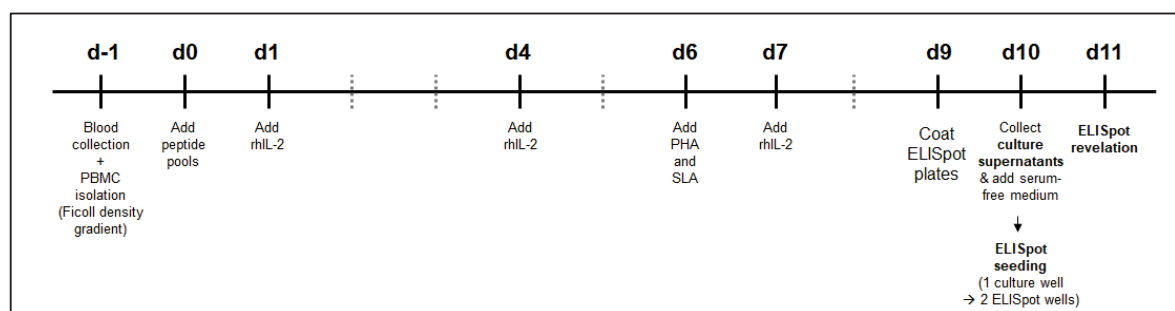 d-1 d0 d1 d4 d6 d7 d9 d10 d11
Blood
collection
+
PBMC
isolation
(Ficoll density
gradient)
Add
peptide
pools
Add
rhIL-2
Add
rhIL-2
Add
PHA
and
SLA
Add
rhIL-2
Coat
ELISpot
plates
Collect
culture
supernatants
& add serum-
free medium
↓
ELISpot
seeding
(1 culture well
→ 2 ELISpot wells)
ELISpot
revelation